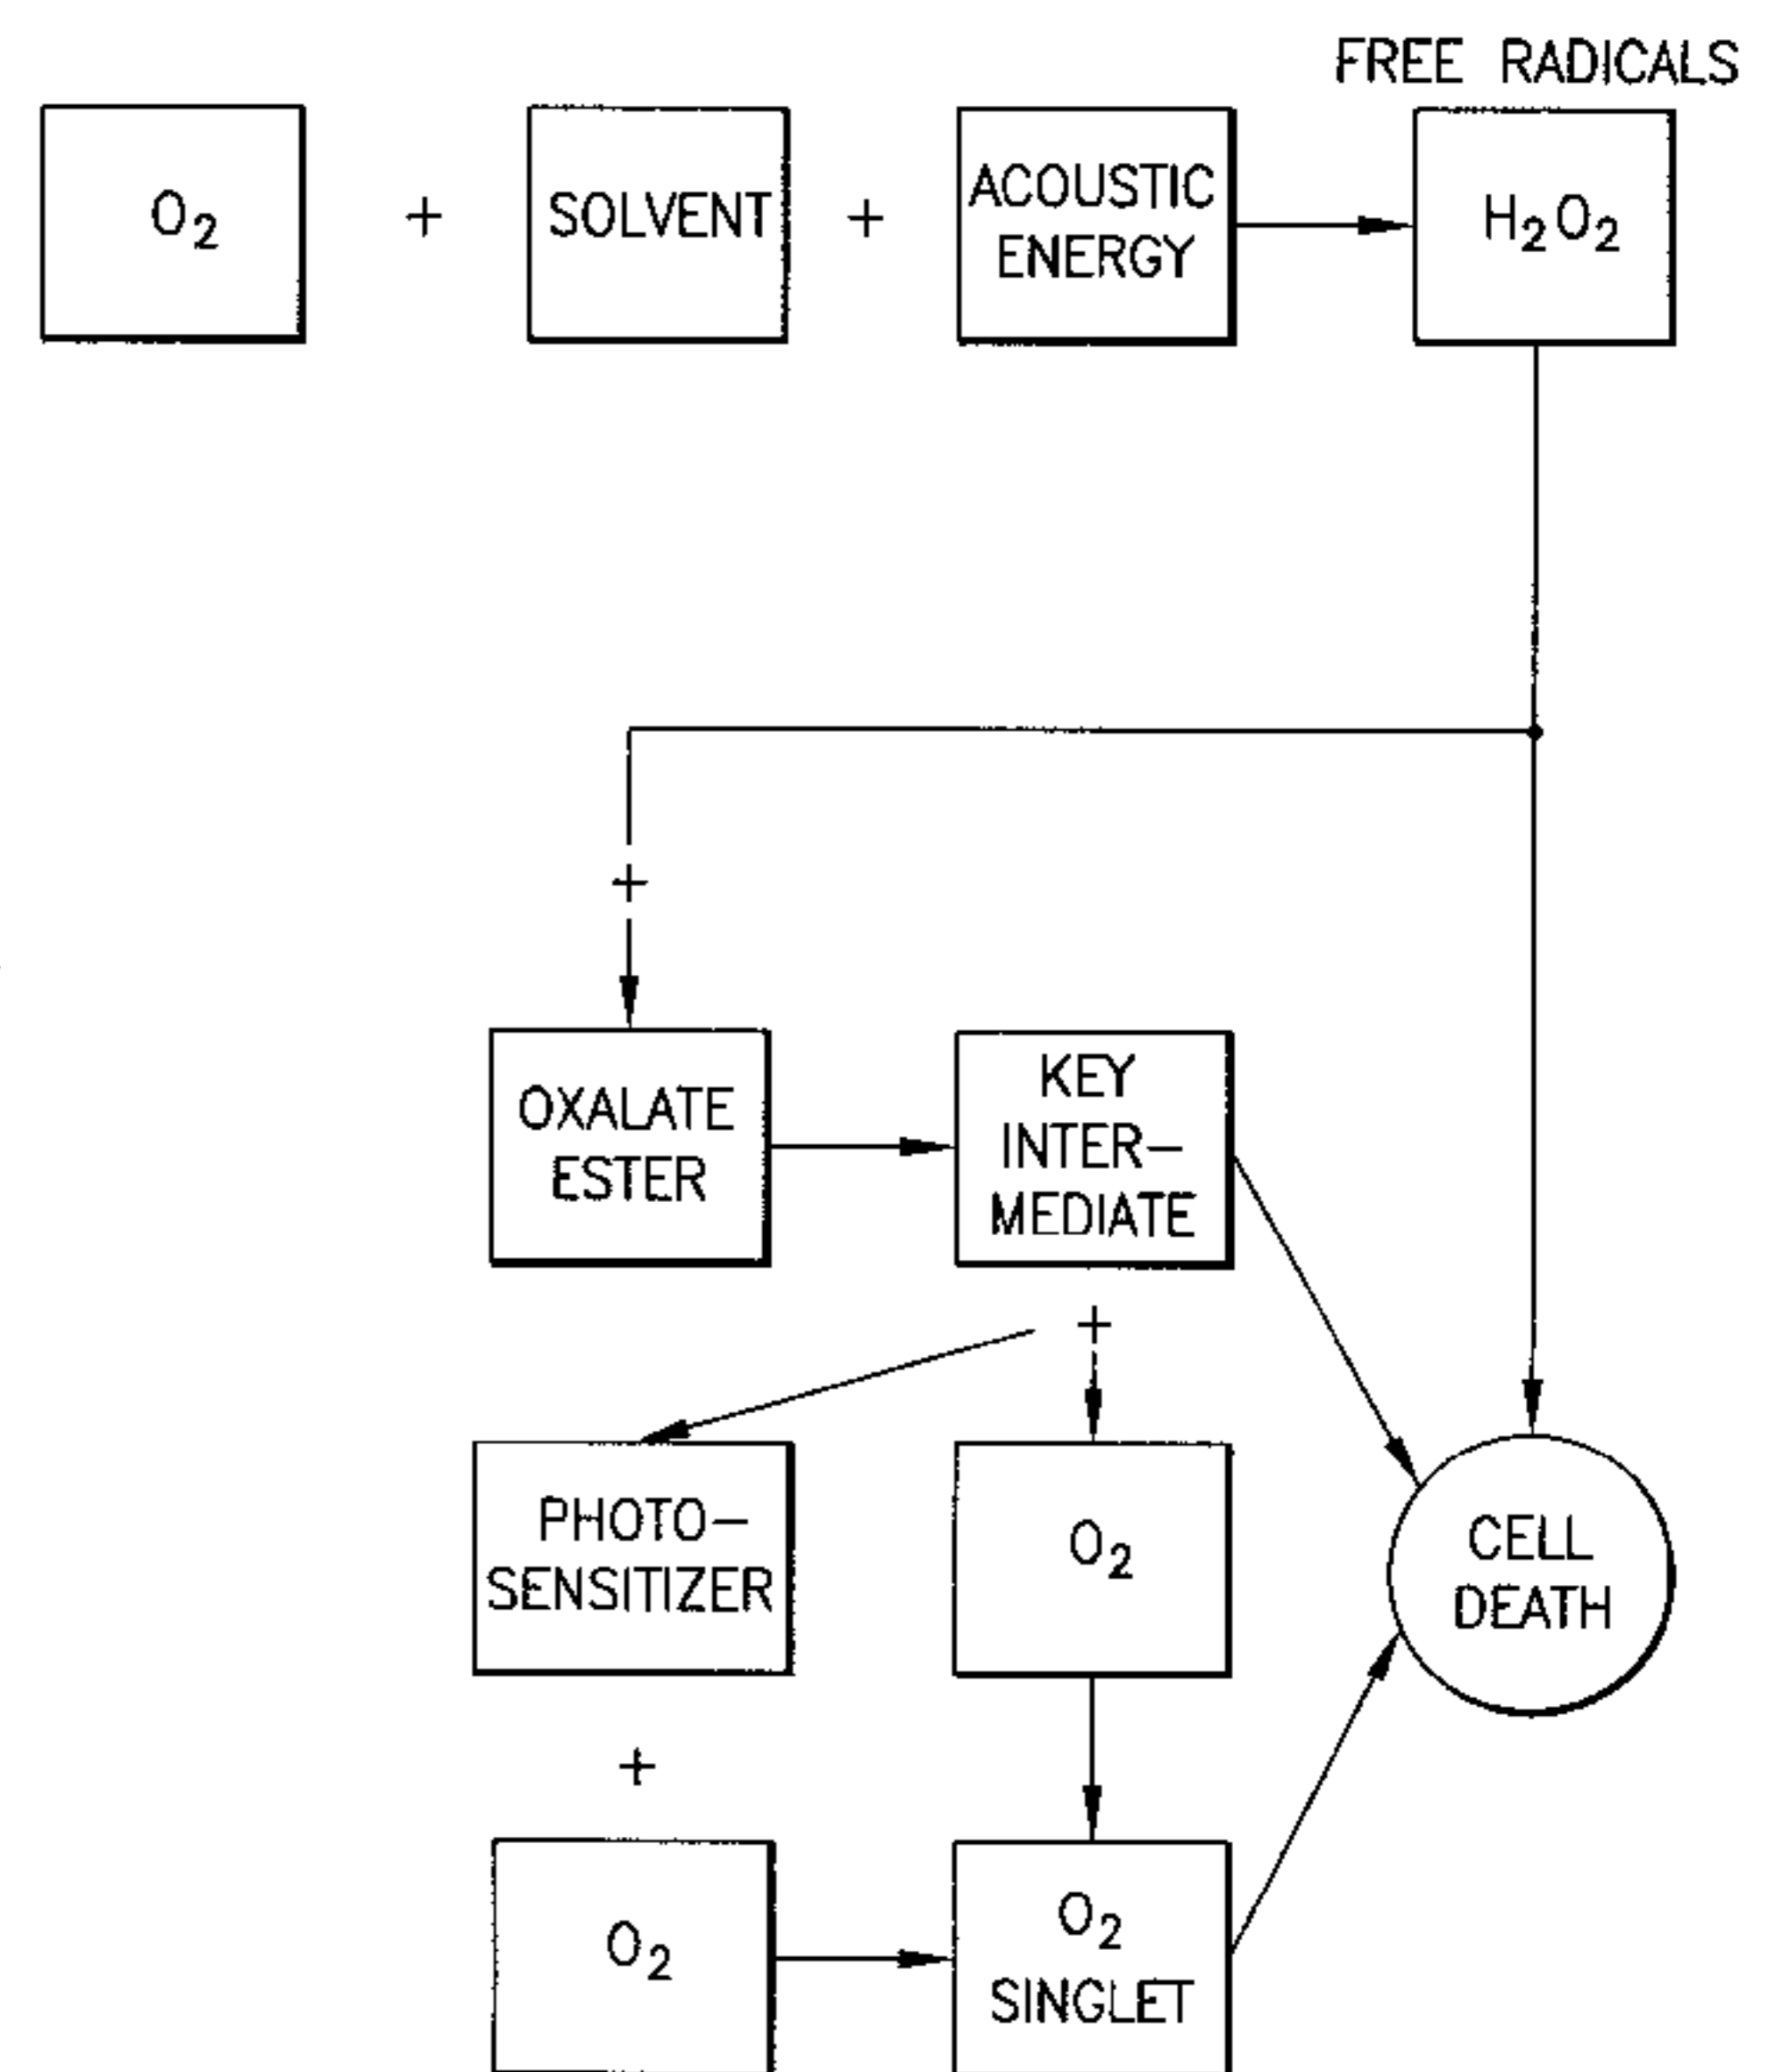 FREE RADICALS
O2
+
SOLVENT
+
ACOUSTIC
ENERGY
H2O2
+
OXALATE
ESTER
KEY
INTER-
MEDIATE
+
PHOTO-
SENSITIZER
O2
CELL
DEATH
+
O2
O2
SINGLET